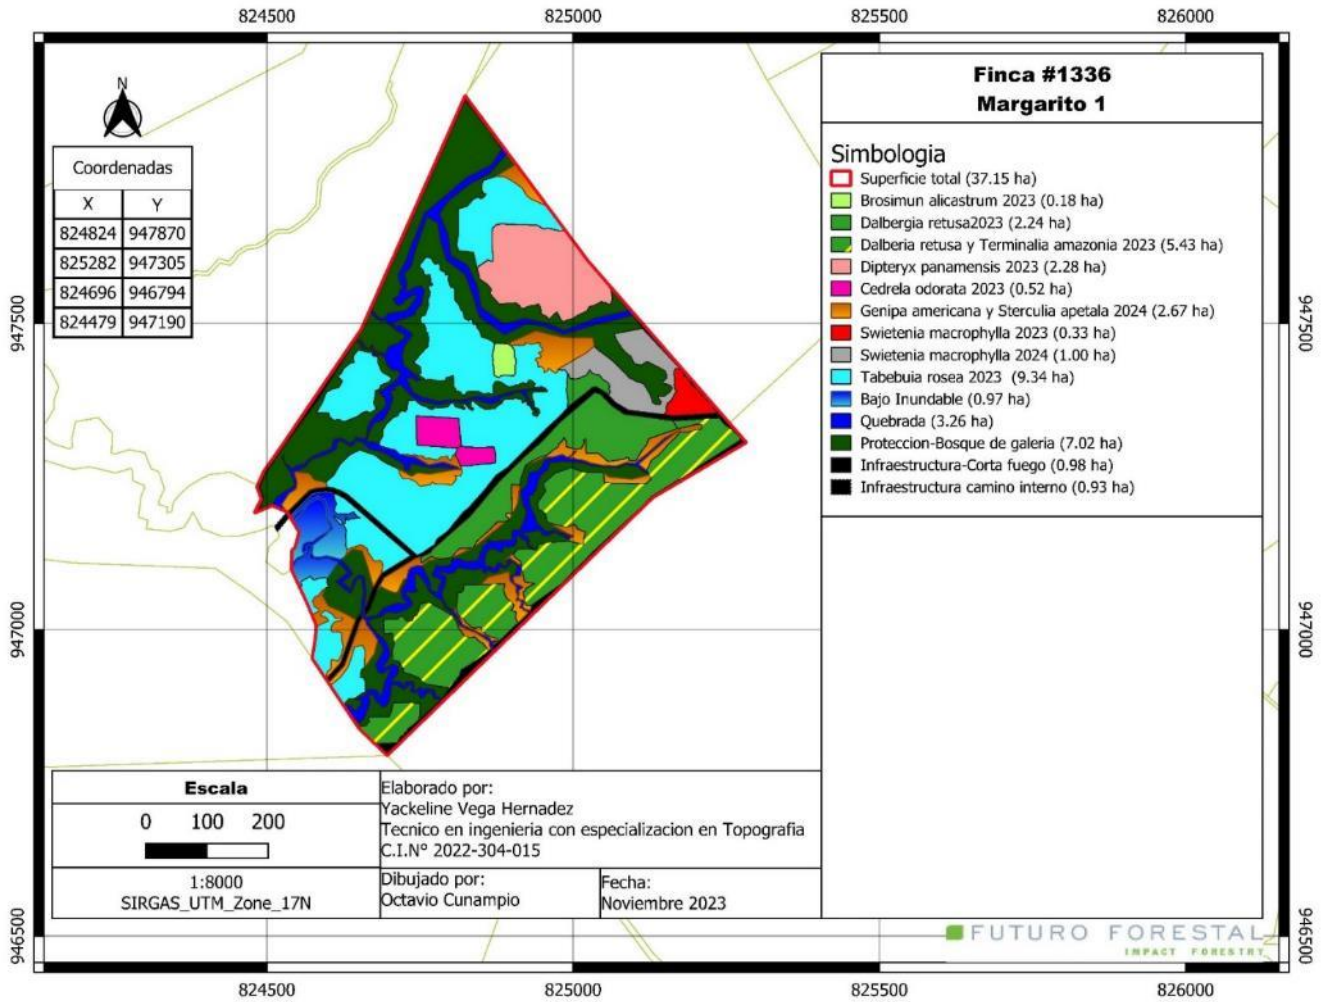 824500 825000 825500 826000
N
Finca #1336
Margarito 1
Coordenadas
X Y
824824 947870
825282 947305
824696 946794
824479 947190
Simbologia
Superficie total (37.15 ha)
Brosimun alicastrum 2023 (0.18 ha)
Dalbergia retusa2023 (2.24 ha)
Dalberia retusa y Terminalia amazonia 2023 (5.43 ha)
Dipteryx panamensis 2023 (2.28 ha)
Cedrela odorata 2023 (0.52 ha)
Genipa americana y Sterculia apetala 2024 (2.67 ha)
Swietenia macrophylla 2023 (0.33 ha)
Swietenia macrophylla 2024 (1.00 ha)
Tabebuia rosea 2023 (9.34 ha)
Bajo Inundable (0.97 ha)
Quebrada (3.26 ha)
Proteccion-Bosque de galeria (7.02 ha)
Infraestructura-Corta fuego (0.98 ha)
Infraestructura camino interno (0.93 ha)
947500 947500
947000 947000
Escala
0 100 200
1:8000
SIRGAS_UTM_Zone_17N
Elaborado por:
Yackeline Vega Hernadez
Tecnico en ingenieria con especializacion en Topografia
C.I.N° 2022-304-015
Dibujado por:
Octavio Cunampio
Fecha:
Noviembre 2023
946500 946500
FUTURO FORESTAL
IMPACT FORESTRY
824500 825000 825500 826000